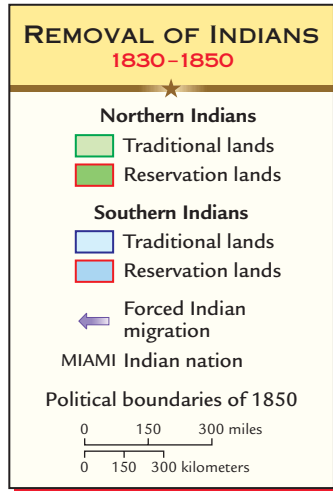 REMOVAL OF INDIANS
1830–1850
Northern Indians
Traditional lands
Reservation lands
Southern Indians
Traditional lands
Reservation lands
Forced Indian
migration
MIAMI Indian nation
Political boundaries of 1850
0 150 300 miles
0 150 300 kilometers